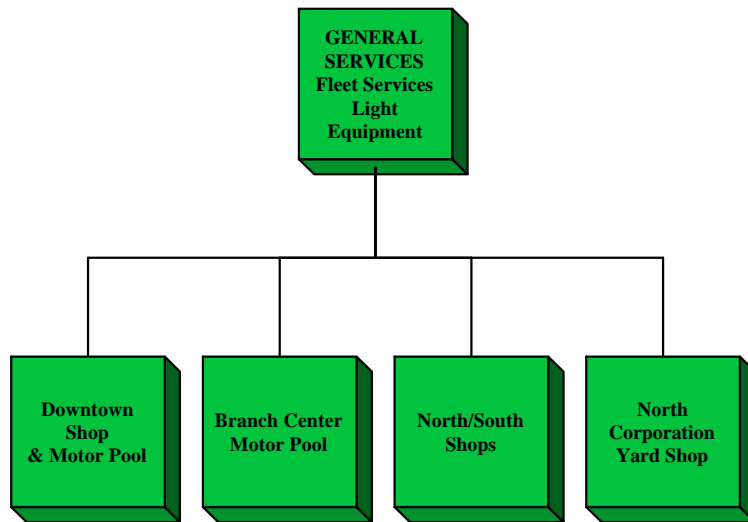 GENERAL
SERVICES
Fleet Services
Light
Equipment
Downtown
Shop
& Motor Pool
Branch Center
Motor Pool
North/South
Shops
North
Corporation
Yard Shop